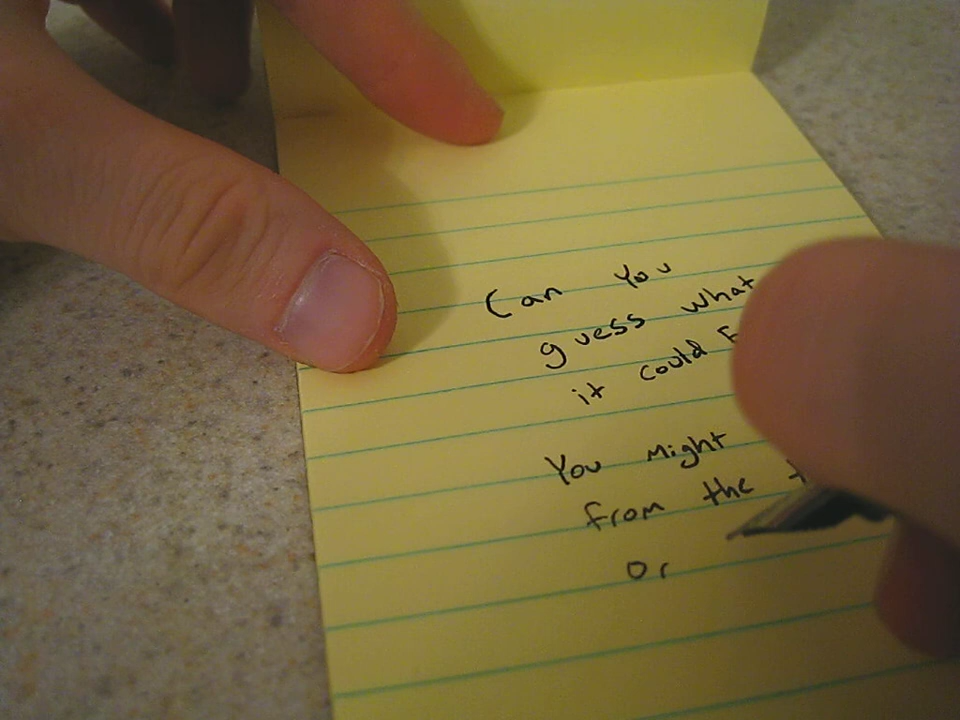 Can You
guess what
it could
You Might
from the
or